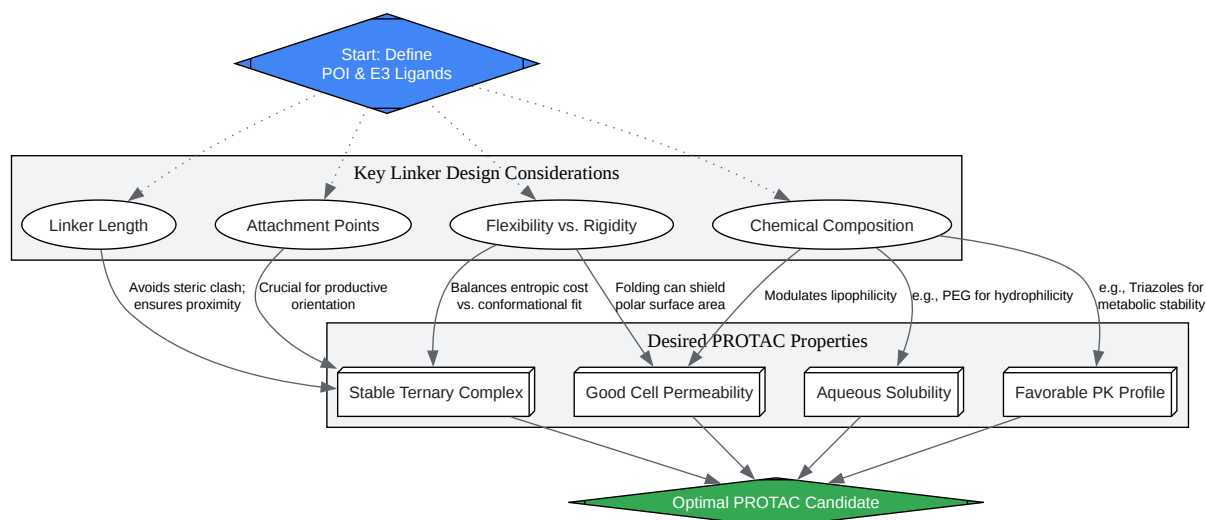 Start: Define
POI & E3 Ligands
Key Linker Design Considerations
Linker Length
Attachment Points
Flexibility vs. Rigidity
Chemical Composition
Avoids steric clash;
ensures proximity
Crucial for productive
orientation
Balances entropic cost
vs. conformational fit
Folding can shield
polar surface area
Modulates lipophilicity
e.g., PEG for hydrophilicity
e.g., Triazoles for
metabolic stability
Desired PROTAC Properties
Stable Ternary Complex
Good Cell Permeability
Aqueous Solubility
Favorable PK Profile
Optimal PROTAC Candidate